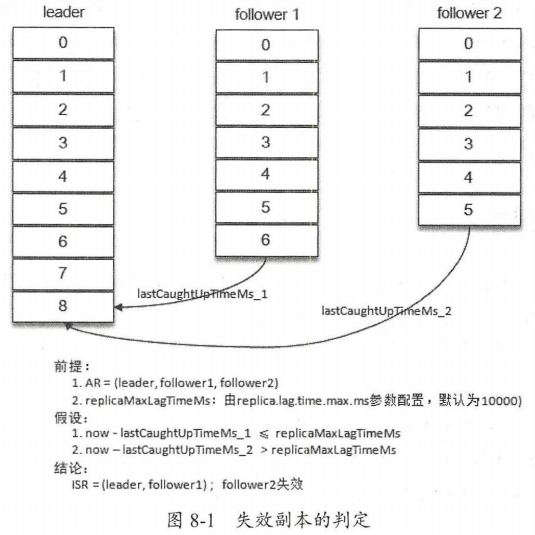 leader
follower 1
follower 2
0
1
2
3
4
5
6
7
8
0
1
2
3
4
5
6
0
1
2
3
4
5
lastCaughtUpTimeMs_1
lastCaughtUpTimeMs_2
前提：
1. AR = (leader, follower1, follower2)
2. replicaMaxLagTimeMs：由replica.lag.time.max.ms参数配置，默认为10000)
假设：
1. now - lastCaughtUpTimeMs_1 ≤ replicaMaxLagTimeMs
2. now – lastCaughtUpTimeMs_2 > replicaMaxLagTimeMs
结论：
ISR = (leader, follower1)； follower2失效
图 8-1 失效副本的判定